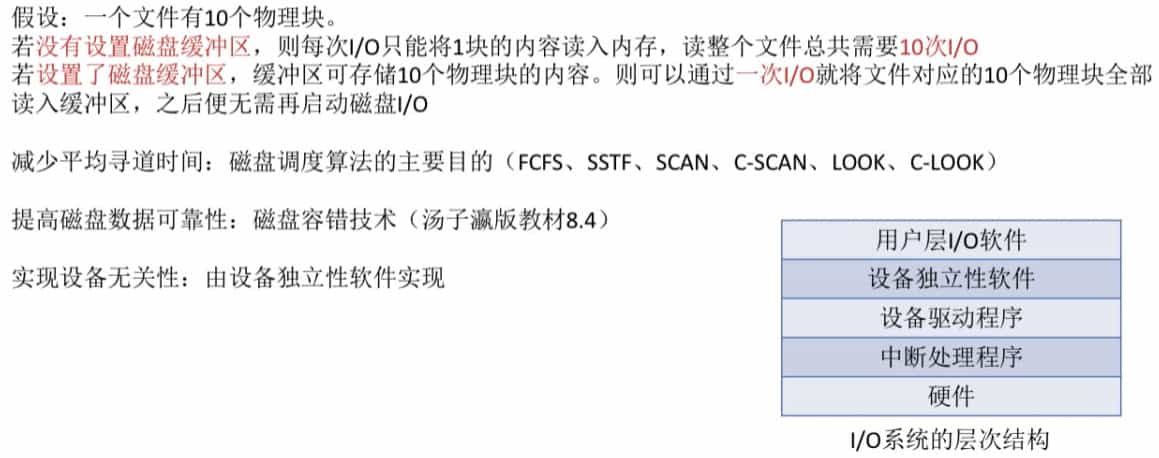 假设：一个文件有10个物理块。
若没有设置磁盘缓冲区，则每次I/O只能将1块的内容读入内存，读整个文件总共需要10次I/O
若设置了磁盘缓冲区，缓冲区可存储10个物理块的内容。则可以通过一次I/O就将文件对应的10个物理块全部
读入缓冲区，之后便无需再启动磁盘I/O
减少平均寻道时间：磁盘调度算法的主要目的（FCFS、SSTF、SCAN、C-SCAN、LOOK、C-LOOK）
提高磁盘数据可靠性：磁盘容错技术（汤子瀛版教材8.4）
实现设备无关性：由设备独立性软件实现
用户层I/O软件
设备独立性软件
设备驱动程序
中断处理程序
硬件
I/O系统的层次结构